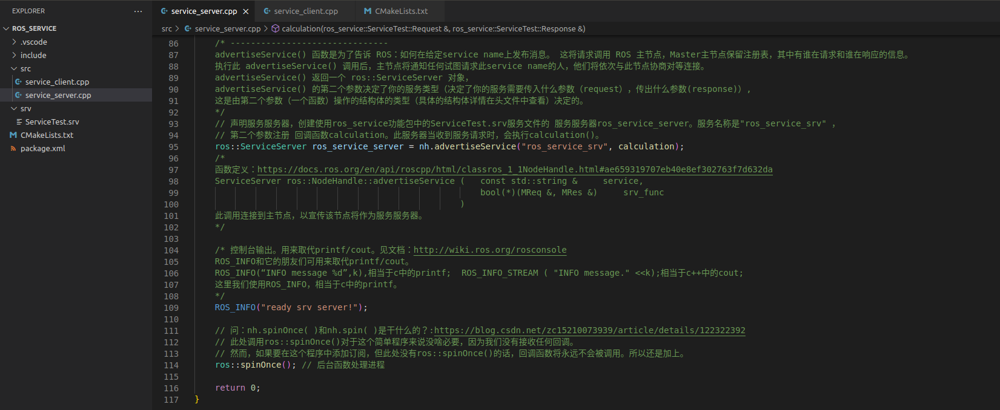 EXPLORER
ROS_SERVICE
.vscode
include
src
service_client.cpp
service_server.cpp
srv
ServiceTest.srv
CMakeLists.txt
package.xml
service_server.cpp
service_client.cpp
CMakeLists.txt
src > service_server.cpp > calculation(ros_service::ServiceTest::Request &, ros_service::ServiceTest::Response &)
86 /* -------------------------------
87 advertiseService() 函数是为了告诉 ROS：如何在给定service name上发布消息。 这将请求调用 ROS 主节点，Master主节点保留注册表，其中有谁在请求和谁在响应的信息。
88 执行此 advertiseService() 调用后，主节点将通知任何试图请求此service name的人，他们将依次与此节点协商对等连接。
89 advertiseService() 返回一个 ros::ServiceServer 对象，
90 advertiseService() 的第二个参数决定了你的服务类型（决定了你的服务需要传入什么参数（request），传出什么参数(response)），
91 这是由第二个参数（一个函数）操作的结构体的类型（具体的结构体详情在头文件中查看）决定的。
92 */
93 // 声明服务服务器，创建使用ros_service功能包中的ServiceTest.srv服务文件的 服务服务器ros_service_server。服务名称是"ros_service_srv" ，
94 // 第二个参数注册 回调函数calculation。此服务器当收到服务请求时，会执行calculation()。
95 ros::ServiceServer ros_service_server = nh.advertiseService("ros_service_srv", calculation);
96 /*
97 函数定义：https://docs.ros.org/en/api/roscpp/html/classros_1_1NodeHandle.html#ae659319707eb40e8ef302763f7d632da
98 ServiceServer ros::NodeHandle::advertiseService ( const std::string & service,
99 bool(*)(MReq &, MRes &) srv_func
100 )
101 此调用连接到主节点，以宣传该节点将作为服务服务器。
102 */
103
104 /* 控制台输出。用来取代printf/cout。见文档：http://wiki.ros.org/rosconsole
105 ROS_INFO和它的朋友们可用来取代printf/cout。
106 ROS_INFO(“INFO message %d”,k),相当于c中的printf; ROS_INFO_STREAM ( "INFO message." <<k);相当于c++中的cout;
107 这里我们使用ROS_INFO，相当于c中的printf。
108 */
109 ROS_INFO("ready srv server!");
110
111 // 问：nh.spinOnce( )和nh.spin( )是干什么的？:https://blog.csdn.net/zc15210073939/article/details/122322392
112 // 此处调用ros::spinOnce()对于这个简单程序来说没啥必要，因为我们没有接收任何回调。
113 // 然而，如果要在这个程序中添加订阅，但此处没有ros::spinOnce()的话，回调函数将永远不会被调用。所以还是加上。
114 ros::spinOnce(); // 后台函数处理进程
115
116 return 0;
117 }